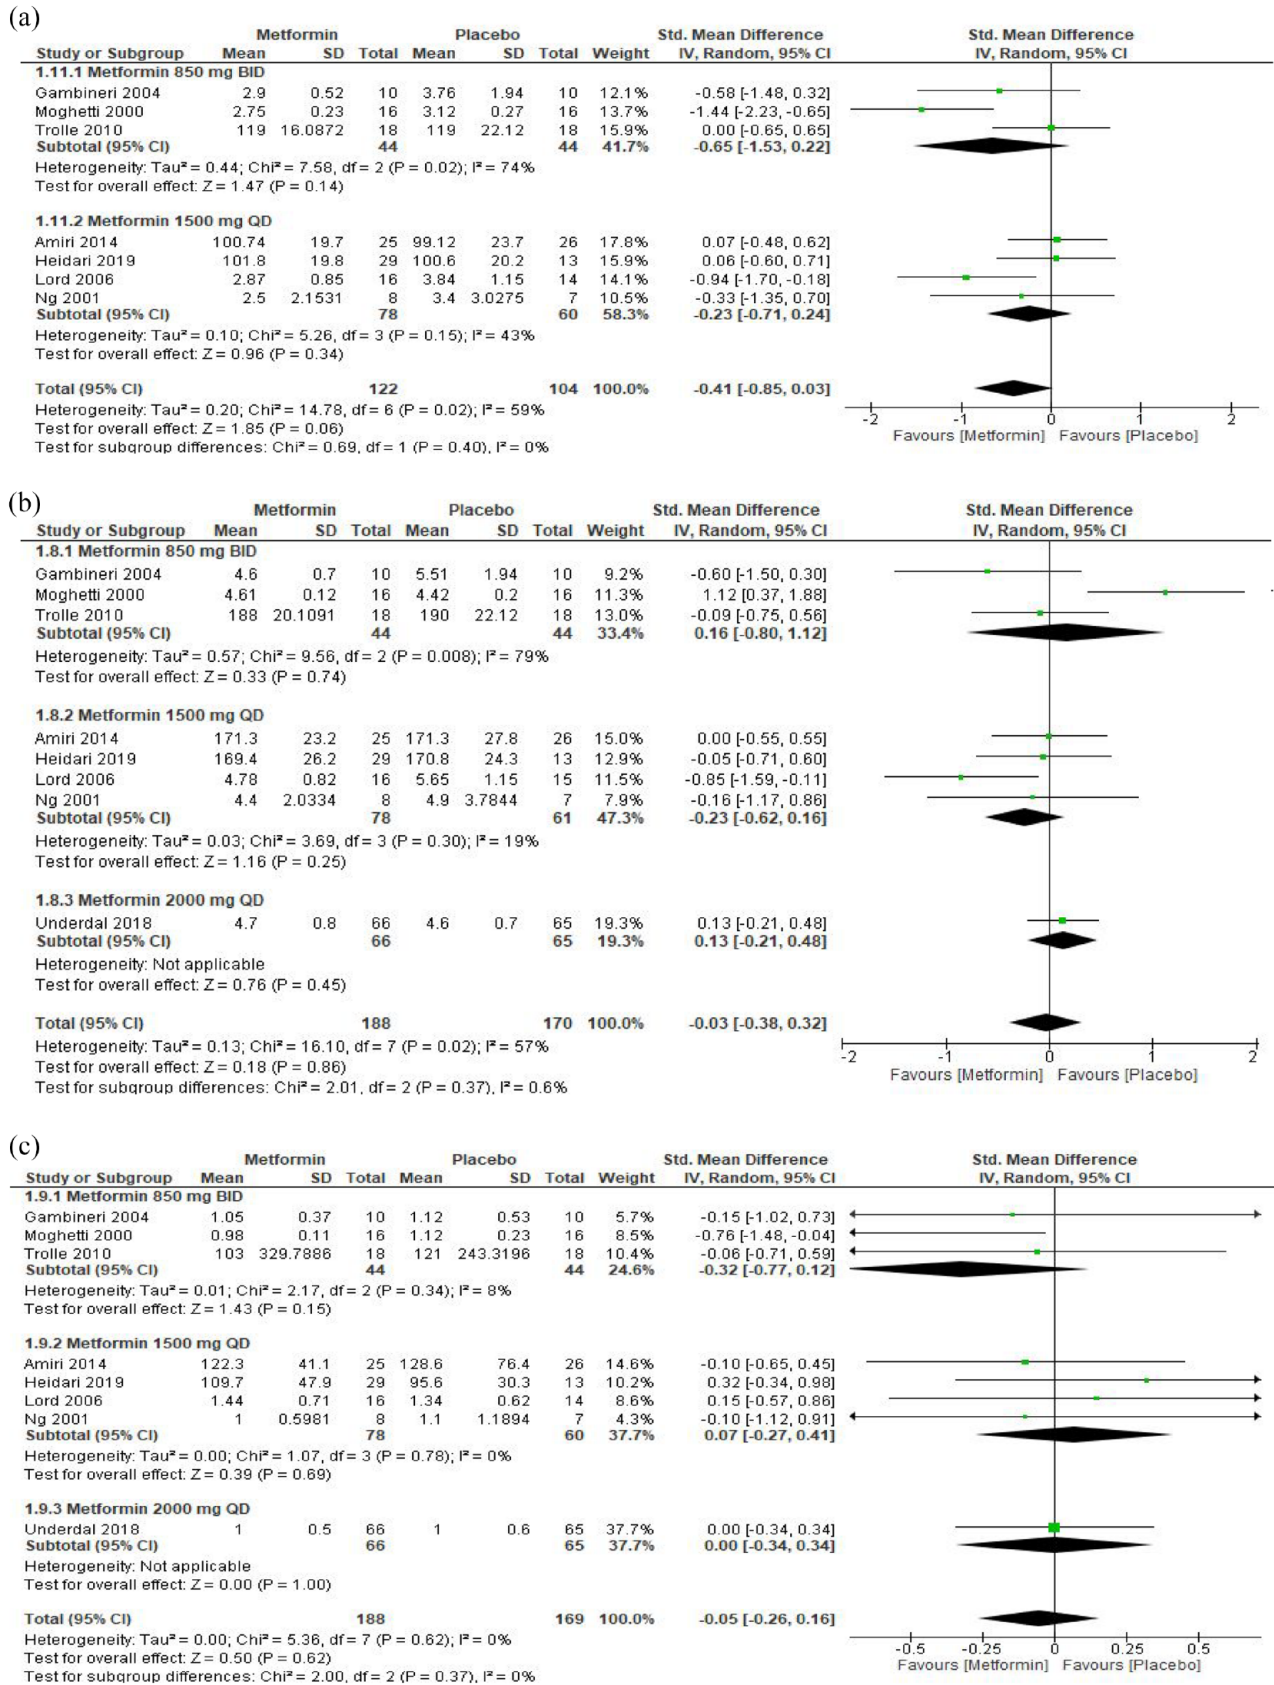 (a)
Metformin Placebo Std. Mean Difference Std. Mean Difference
Study or Subgroup Mean SD Total Mean SD Total Weight IV, Random, 95% CI IV, Random, 95% CI
1.11.1 Metformin 850 mg BID
Gambineri 2004 2.9 0.52 10 3.76 1.94 10 12.1% -0.58 [-1.48, 0.32]
Moghetti 2000 2.75 0.23 16 3.12 0.27 16 13.7% -1.44 [-2.23, -0.65]
Trolle 2010 119 16.0872 18 119 22.12 18 15.9% 0.00 [-0.65, 0.65]
Subtotal (95% CI) 44 44 41.7% -0.65 [-1.53, 0.22]
Heterogeneity: Tau² = 0.44; Chi² = 7.58, df = 2 (P = 0.02); I² = 74%
Test for overall effect: Z = 1.47 (P = 0.14)
1.11.2 Metformin 1500 mg QD
Amiri 2014 100.74 19.7 25 99.12 23.7 26 17.8% 0.07 [-0.48, 0.62]
Heidari 2019 101.8 19.8 29 100.6 20.2 13 15.9% 0.06 [-0.60, 0.71]
Lord 2006 2.87 0.85 16 3.84 1.15 14 14.1% -0.94 [-1.70, -0.18]
Ng 2001 2.5 2.1531 8 3.4 3.0275 7 10.5% -0.33 [-1.35, 0.70]
Subtotal (95% CI) 78 60 58.3% -0.23 [-0.71, 0.24]
Heterogeneity: Tau² = 0.10; Chi² = 5.26, df = 3 (P = 0.15); I² = 43%
Test for overall effect: Z = 0.96 (P = 0.34)
Total (95% CI) 122 104 100.0% -0.41 [-0.85, 0.03]
Heterogeneity: Tau² = 0.20; Chi² = 14.78, df = 6 (P = 0.02); I² = 59%
Test for overall effect: Z = 1.85 (P = 0.06)
Test for subgroup differences: Chi² = 0.69, df = 1 (P = 0.40), I² = 0%
-2 -1 0 1 2
Favours [Metformin] Favours [Placebo]
(b)
Metformin Placebo Std. Mean Difference Std. Mean Difference
Study or Subgroup Mean SD Total Mean SD Total Weight IV, Random, 95% CI IV, Random, 95% CI
1.8.1 Metformin 850 mg BID
Gambineri 2004 4.6 0.7 10 5.51 1.94 10 9.2% -0.60 [-1.50, 0.30]
Moghetti 2000 4.61 0.12 16 4.42 0.2 16 11.3% 1.12 [0.37, 1.88]
Trolle 2010 188 20.1091 18 190 22.12 18 13.0% -0.09 [-0.75, 0.56]
Subtotal (95% CI) 44 44 33.4% 0.16 [-0.80, 1.12]
Heterogeneity: Tau² = 0.57; Chi² = 9.56, df = 2 (P = 0.008); I² = 79%
Test for overall effect: Z = 0.33 (P = 0.74)
1.8.2 Metformin 1500 mg QD
Amiri 2014 171.3 23.2 25 171.3 27.8 26 15.0% 0.00 [-0.55, 0.55]
Heidari 2019 169.4 26.2 29 170.8 24.3 13 12.9% -0.05 [-0.71, 0.60]
Lord 2006 4.78 0.82 16 5.65 1.15 15 11.5% -0.85 [-1.59, -0.11]
Ng 2001 4.4 2.0334 8 4.9 3.7844 7 7.9% -0.16 [-1.17, 0.86]
Subtotal (95% CI) 78 61 47.3% -0.23 [-0.62, 0.16]
Heterogeneity: Tau² = 0.03; Chi² = 3.69, df = 3 (P = 0.30); I² = 19%
Test for overall effect: Z = 1.16 (P = 0.25)
1.8.3 Metformin 2000 mg QD
Underdal 2018 4.7 0.8 66 4.6 0.7 65 19.3% 0.13 [-0.21, 0.48]
Subtotal (95% CI) 66 65 19.3% 0.13 [-0.21, 0.48]
Heterogeneity: Not applicable
Test for overall effect: Z = 0.76 (P = 0.45)
Total (95% CI) 188 170 100.0% -0.03 [-0.38, 0.32]
Heterogeneity: Tau² = 0.13; Chi² = 16.10, df = 7 (P = 0.02); I² = 57%
Test for overall effect: Z = 0.18 (P = 0.86)
Test for subgroup differences: Chi² = 2.01, df = 2 (P = 0.37), I² = 0.6%
-2 -1 0 1 2
Favours [Metformin] Favours [Placebo]
(c)
Metformin Placebo Std. Mean Difference Std. Mean Difference
Study or Subgroup Mean SD Total Mean SD Total Weight IV, Random, 95% CI IV, Random, 95% CI
1.9.1 Metformin 850 mg BID
Gambineri 2004 1.05 0.37 10 1.12 0.53 10 5.7% -0.15 [-1.02, 0.73]
Moghetti 2000 0.98 0.11 16 1.12 0.23 16 8.5% -0.76 [-1.48, -0.04]
Trolle 2010 103 329.7886 18 121 243.3196 18 10.4% -0.06 [-0.71, 0.59]
Subtotal (95% CI) 44 44 24.6% -0.32 [-0.77, 0.12]
Heterogeneity: Tau² = 0.01; Chi² = 2.17, df = 2 (P = 0.34); I² = 8%
Test for overall effect: Z = 1.43 (P = 0.15)
1.9.2 Metformin 1500 mg QD
Amiri 2014 122.3 41.1 25 128.6 76.4 26 14.6% -0.10 [-0.65, 0.45]
Heidari 2019 109.7 47.9 29 95.6 30.3 13 10.2% 0.32 [-0.34, 0.98]
Lord 2006 1.44 0.71 16 1.34 0.62 14 8.6% 0.15 [-0.57, 0.86]
Ng 2001 1 0.5981 8 1.1 1.1894 7 4.3% -0.10 [-1.12, 0.91]
Subtotal (95% CI) 78 60 37.7% 0.07 [-0.27, 0.41]
Heterogeneity: Tau² = 0.00; Chi² = 1.07, df = 3 (P = 0.78); I² = 0%
Test for overall effect: Z = 0.39 (P = 0.69)
1.9.3 Metformin 2000 mg QD
Underdal 2018 1 0.5 66 1 0.6 65 37.7% 0.00 [-0.34, 0.34]
Subtotal (95% CI) 66 65 37.7% 0.00 [-0.34, 0.34]
Heterogeneity: Not applicable
Test for overall effect: Z = 0.00 (P = 1.00)
Total (95% CI) 188 169 100.0% -0.05 [-0.26, 0.16]
Heterogeneity: Tau² = 0.00; Chi² = 5.36, df = 7 (P = 0.62); I² = 0%
Test for overall effect: Z = 0.50 (P = 0.62)
Test for subgroup differences: Chi² = 2.00, df = 2 (P = 0.37), I² = 0%
-0.5 -0.25 0 0.25 0.5
Favours [Metformin] Favours [Placebo]